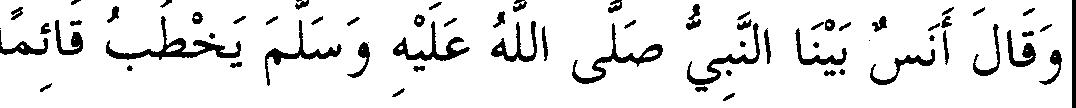 وَقَالَ أَنَسٌ بَيْنَا النَّبِيُّ صَلَّى اللَّهُ عَلَيْهِ وَسَلَّمَ يَخْطُبُ قَائِمًا